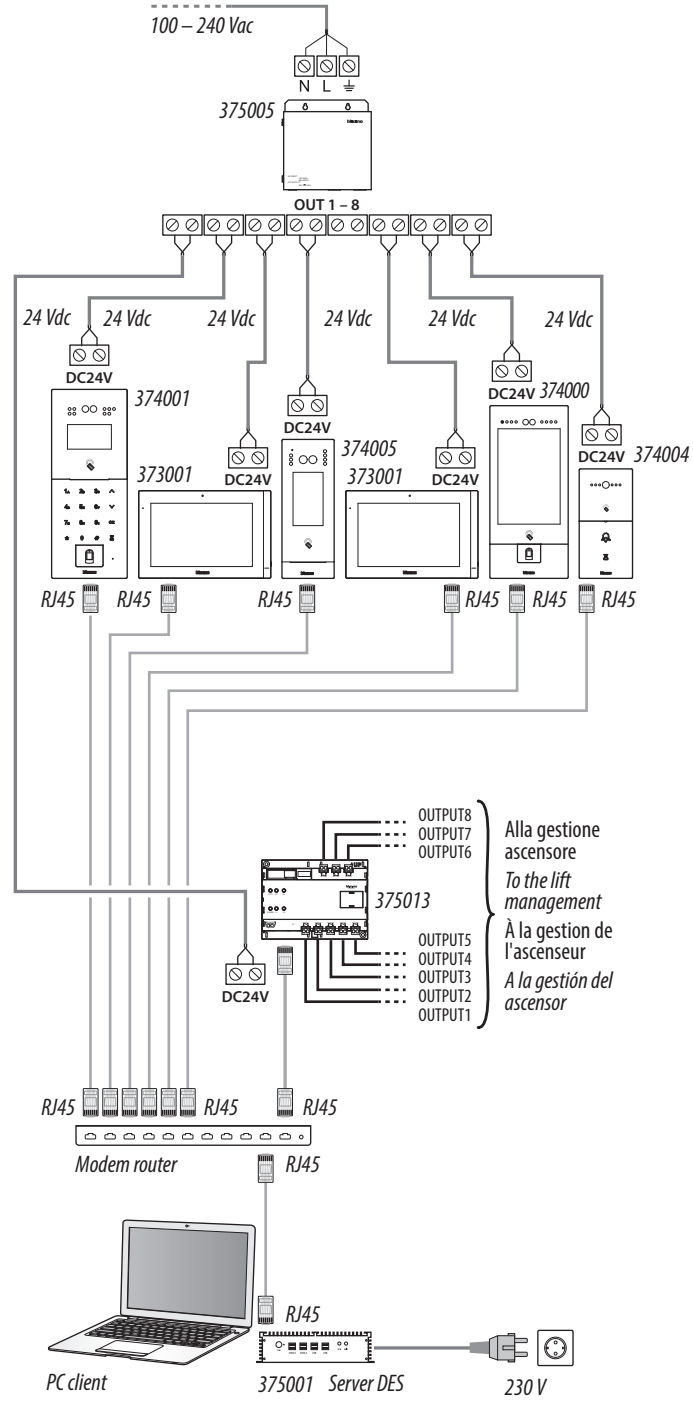 100 – 240 Vac
N L
375005
bticino
OUT 1 – 8
24 Vdc 24 Vdc 24 Vdc 24 Vdc 24 Vdc 24 Vdc
DC24V
374001
DC24V 374000
DC24V
374005
373001
DC24V
373001
DC24V
DC24V 374004
RJ45 RJ45 RJ45 RJ45 RJ45 RJ45
OUTPUT8
OUTPUT7
OUTPUT6
375013
OUTPUT5
OUTPUT4
OUTPUT3
OUTPUT2
OUTPUT1
Alla gestione
ascensore
To the lift
management
À la gestion de
l'ascenseur
A la gestión del
ascensor
DC24V
RJ45 RJ45 RJ45
Modem router
RJ45
RJ45
PC client
375001 Server DES
230 V